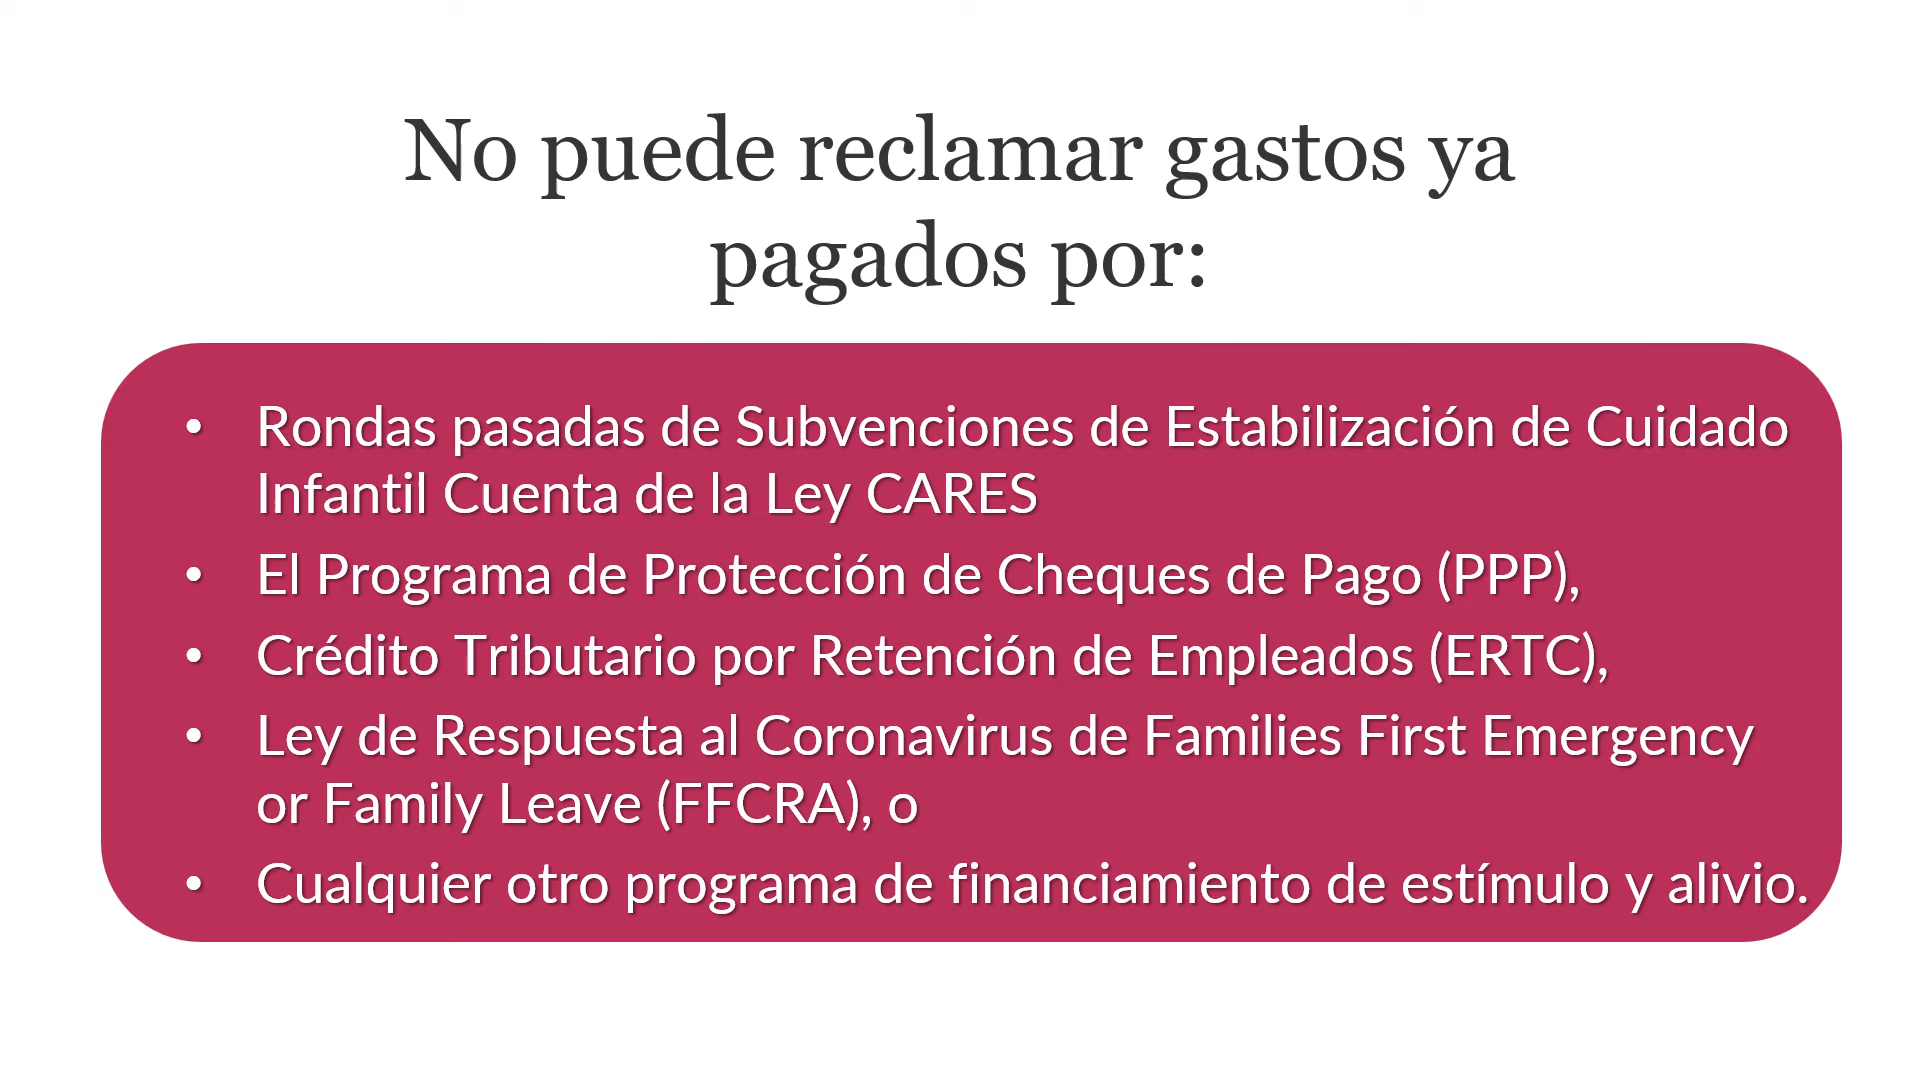 No puede reclamar gastos ya
pagados por:
• Rondas pasadas de Subvenciones de Estabilización de Cuidado
Infantil Cuenta de la Ley CARES
• El Programa de Protección de Cheques de Pago (PPP),
• Crédito Tributario por Retención de Empleados (ERTC),
• Ley de Respuesta al Coronavirus de Families First Emergency
or Family Leave (FFCRA), o
• Cualquier otro programa de financiamiento de estímulo y alivio.